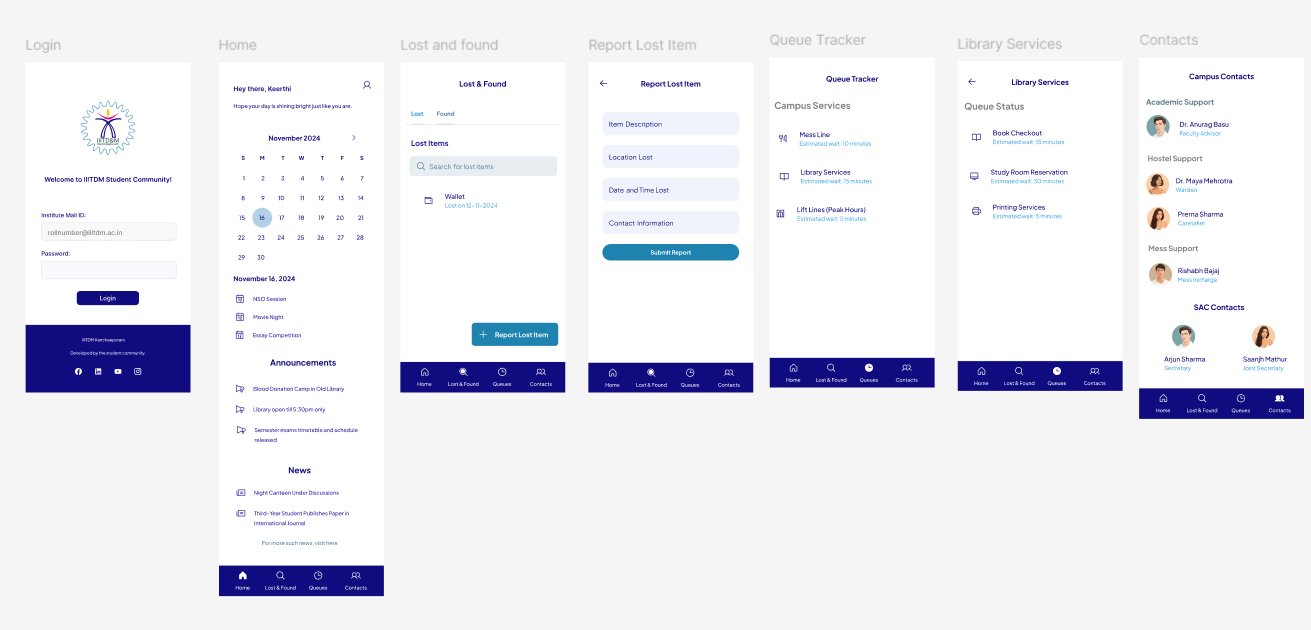 Login
IIITD&M
Welcome to IIITDM Student Community!
Institute Mail ID:
rollnumber@iiitdm.ac.in
Password:
Login
IIITDM Kancheepuram
Developed by the student community.
Home
Hey there, Keerthi
Hope your day is shining bright just like you are.
November 2024
S M T W T F S
1 2 3 4 5 6 7
8 9 10 11 12 13 14
15 16 17 18 19 20 21
22 23 24 25 26 27 28
29 30
November 16, 2024
NSO Session
Movie Night
Essay Competition
Announcements
Blood Donation Camp in Old Library
Library open till 5:30pm only
Semester exams timetable and schedule
released
News
Night Canteen Under Discussions
Third-Year Student Publishes Paper in
International Journal
For more such news, visit here
Home Lost & Found Queues Contacts
Lost and found
Lost & Found
Lost Found
Lost Items
Search for lost items
Wallet
Lost on 12-11-2024
Report Lost Item
Home Lost & Found Queues Contacts
Report Lost Item
Report Lost Item
Item Description
Location Lost
Date and Time Lost
Contact Information
Submit Report
Home Lost & Found Queues Contacts
Queue Tracker
Queue Tracker
Campus Services
Mess Line
Estimated wait: 10 minutes
Library Services
Estimated wait: 15 minutes
Lift Lines (Peak Hours)
Estimated wait: 5 minutes
Home Lost & Found Queues Contacts
Library Services
Library Services
Queue Status
Book Checkout
Estimated wait: 15 minutes
Study Room Reservation
Estimated wait: 30 minutes
Printing Services
Estimated wait: 5 minutes
Home Lost & Found Queues Contacts
Contacts
Campus Contacts
Academic Support
Dr. Anurag Basu
Faculty Advisor
Hostel Support
Dr. Maya Mehrotra
Warden
Prerna Sharma
Caretaker
Mess Support
Rishabh Bajaj
Mess Incharge
SAC Contacts
Arjun Sharma
Secretary
Saanjh Mathur
Joint Secretary
Home Lost & Found Queues Contacts